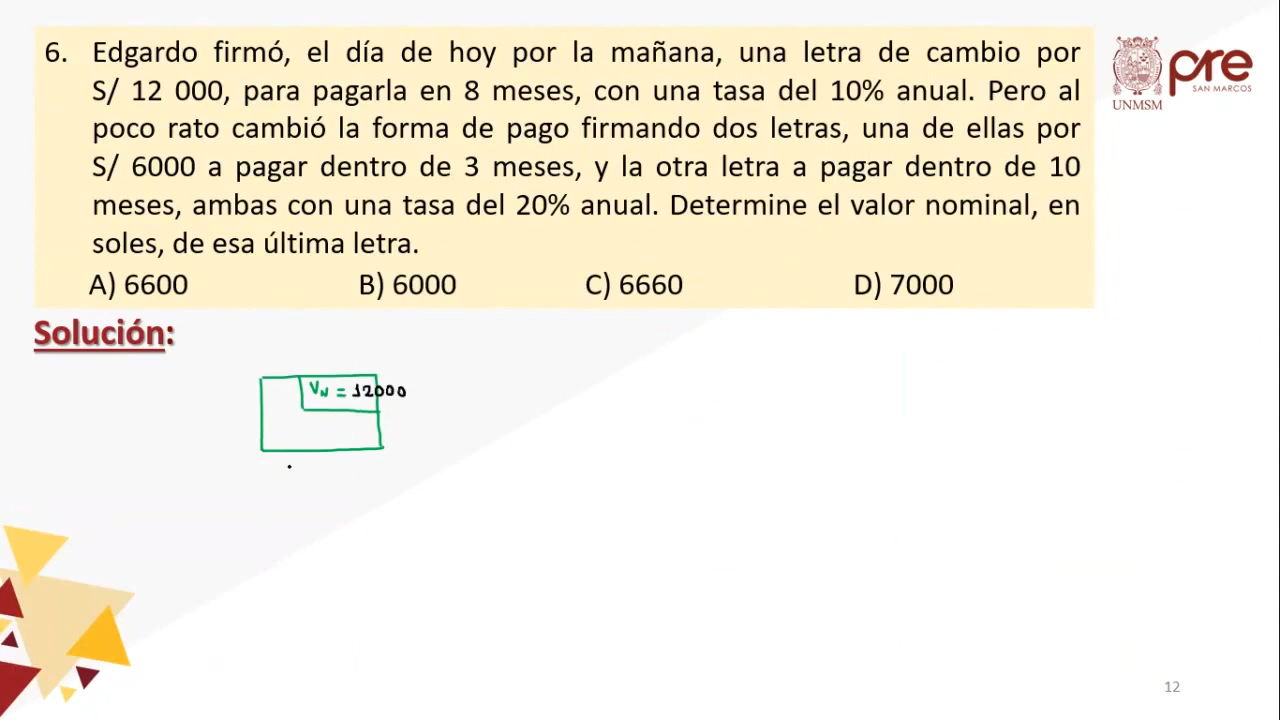 6. Edgardo firmó, el día de hoy por la mañana, una letra de cambio por
S/ 12 000, para pagarla en 8 meses, con una tasa del 10% anual. Pero al
poco rato cambió la forma de pago firmando dos letras, una de ellas por
S/ 6000 a pagar dentro de 3 meses, y la otra letra a pagar dentro de 10
meses, ambas con una tasa del 20% anual. Determine el valor nominal, en
soles, de esa última letra.
A) 6600 B) 6000 C) 6660 D) 7000
UNMSM
pre
SAN MARCOS
Solución:
VN = 12000
12